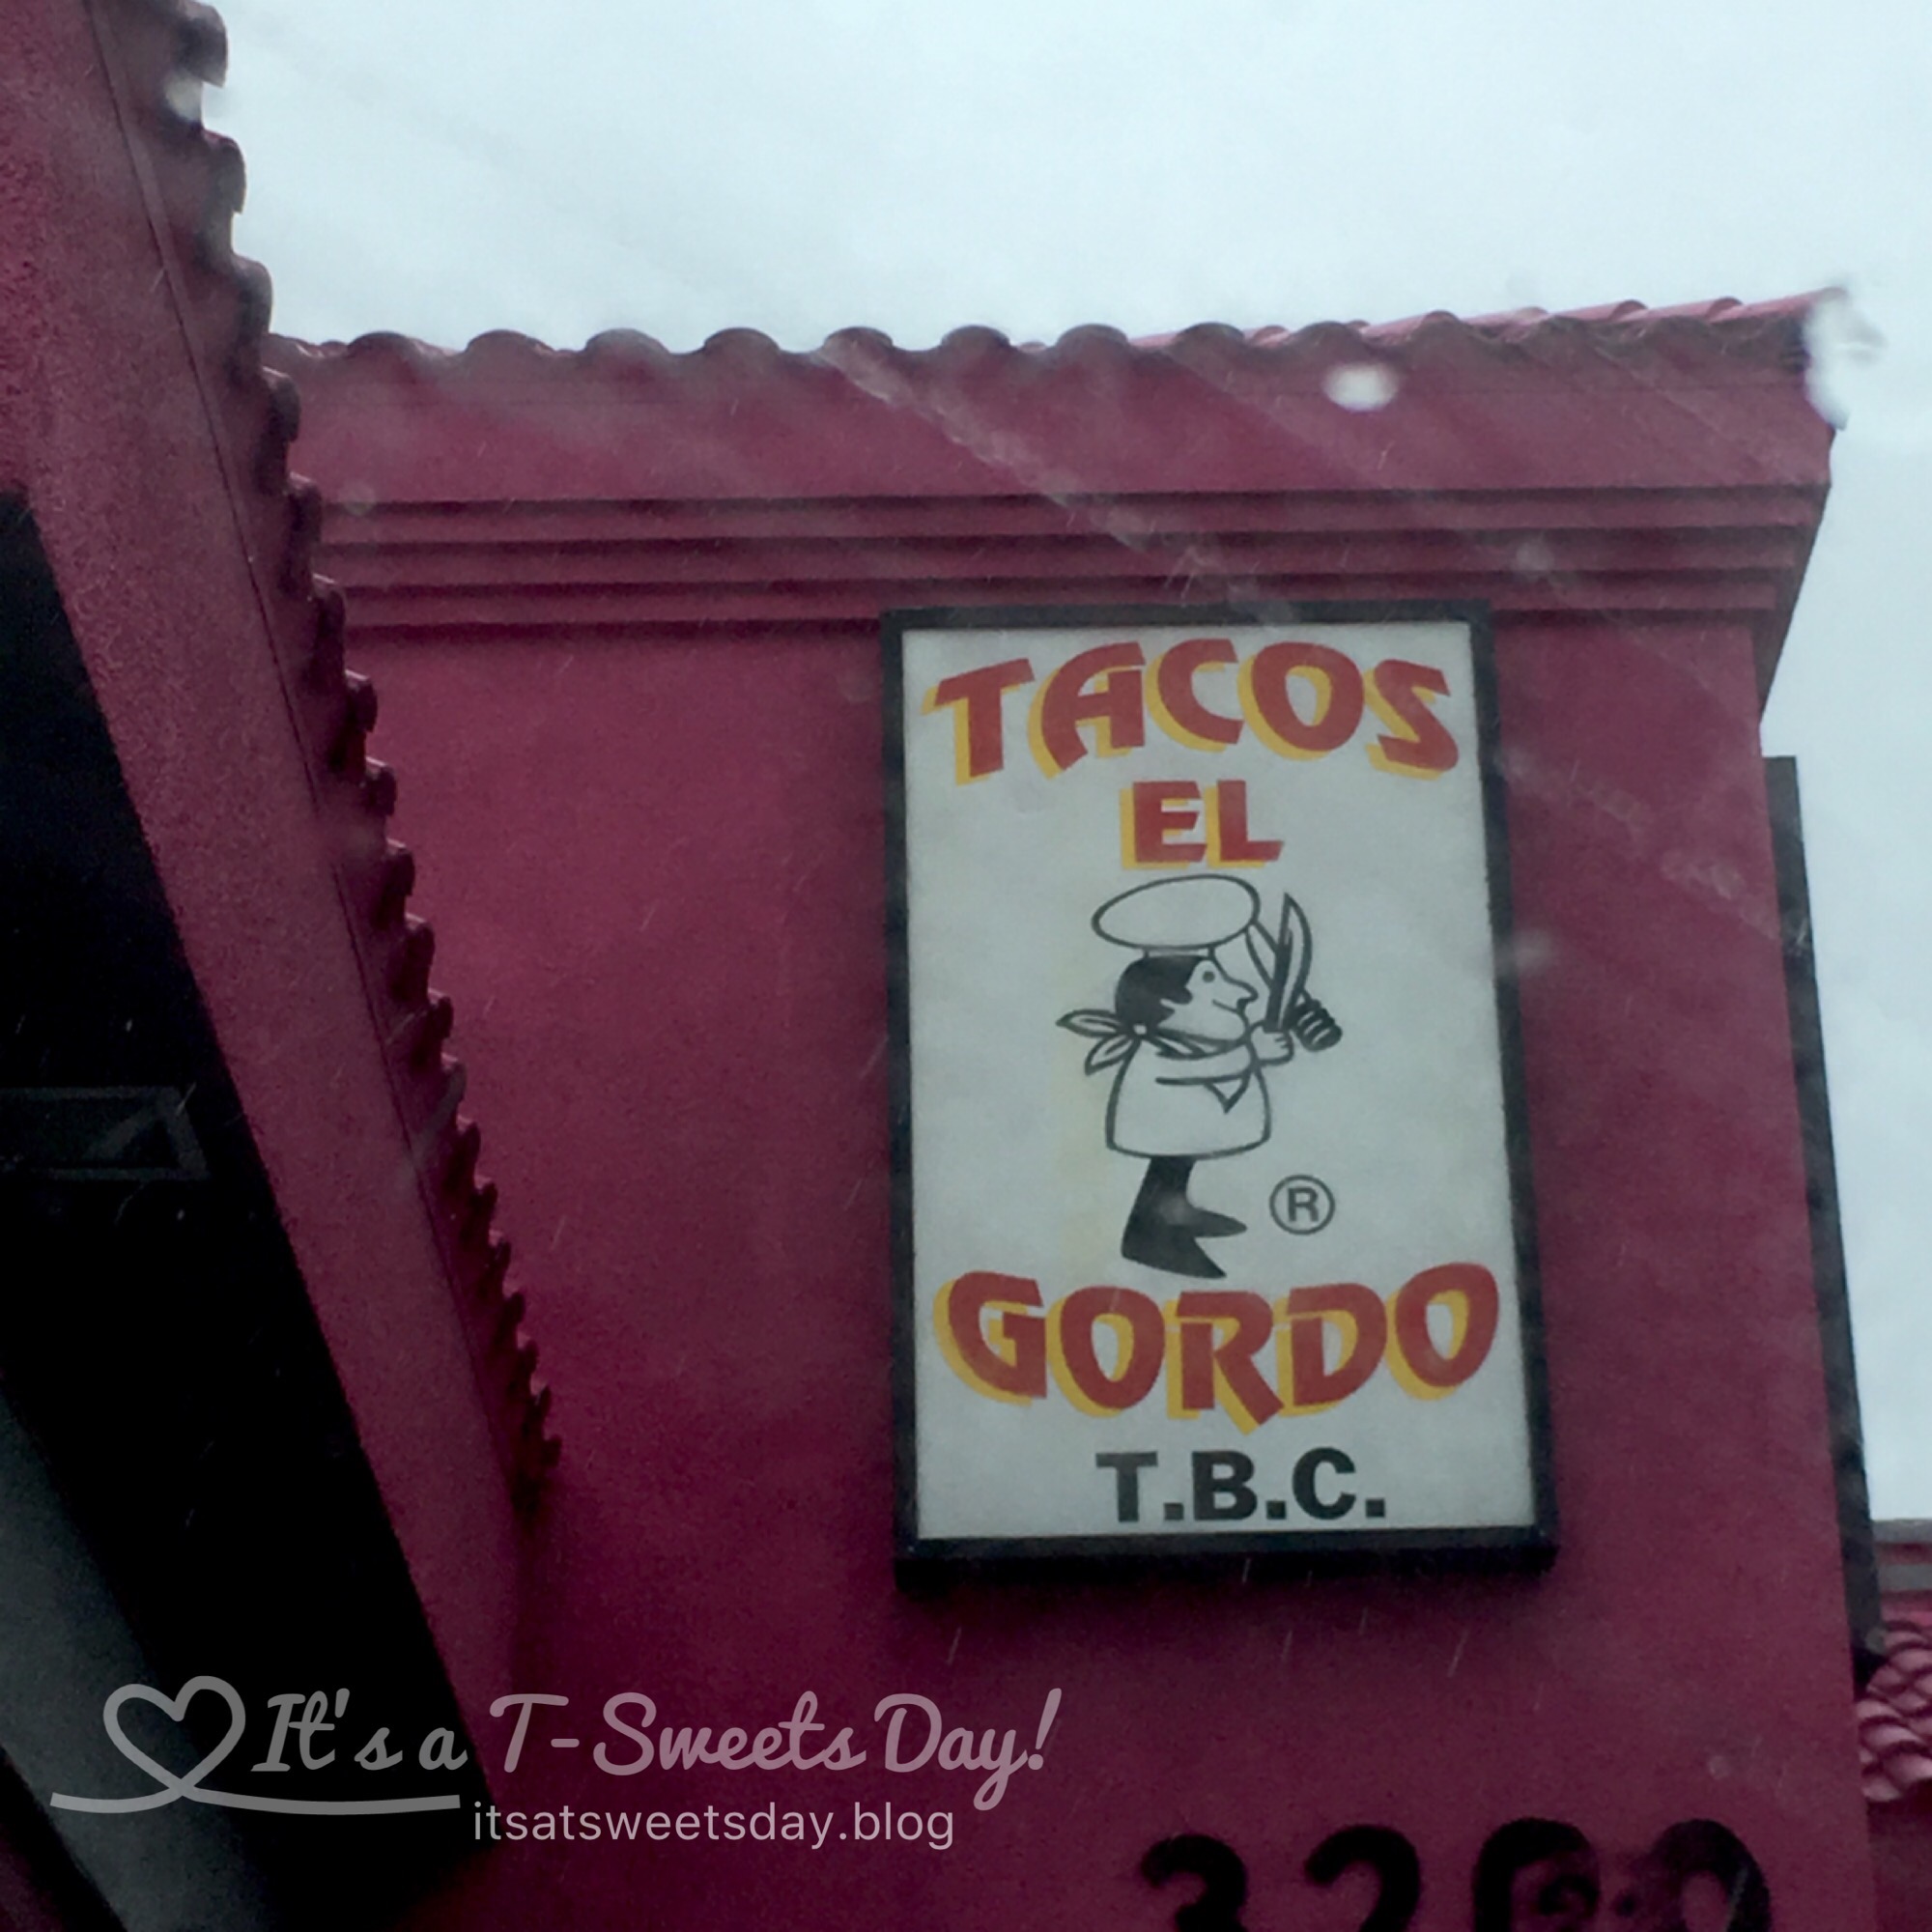 TACOS
EL
®
GORDO
T.B.C.
It's a T-Sweets Day!
itsatsweetsday.blog